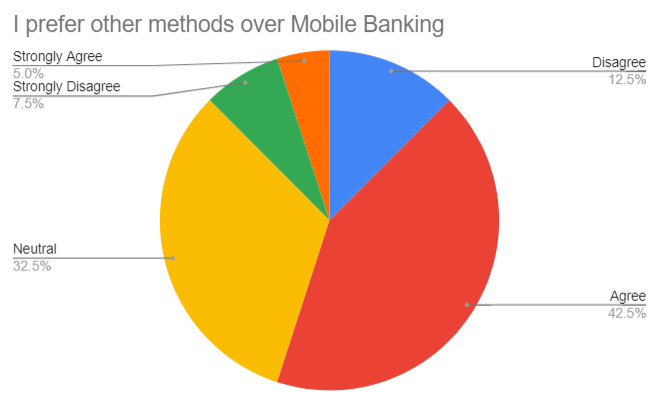 I prefer other methods over Mobile Banking
Strongly Agree
5.0%
Strongly Disagree
7.5%
Neutral
32.5%
Disagree
12.5%
Agree
42.5%